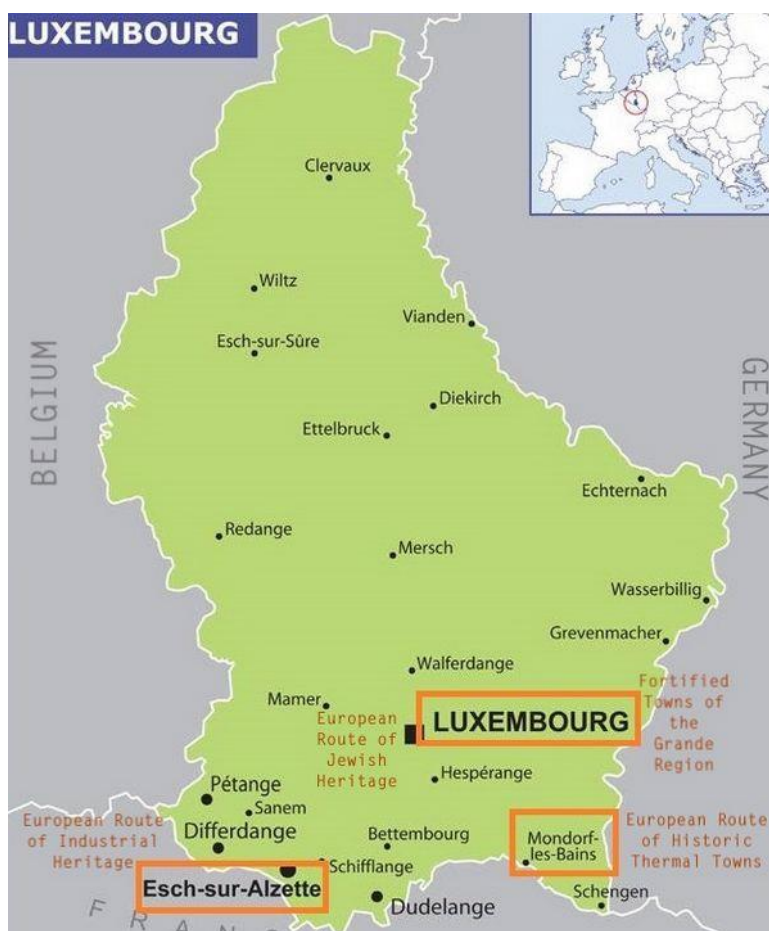 LUXEMBOURG
Clervaux
Wiltz
Vianden
Esch-sur-Sûre
BELGIUM
GERMANY
Diekirch
Ettelbruck
Echternach
Redange
Mersch
Wasserbillig
Grevenmacher
Walferdange
Mamer
European
Route of
Jewish
Heritage
LUXEMBOURG
Fortified
Towns of
the
Grande
Region
Hespérange
Pétange
Sanem
European Route
of Industrial
Heritage
Differdange
Bettembourg
Mondorf-
les-Bains
European Route
of Historic
Thermal Towns
Schifflange
Esch-sur-Alzette
Schengen
Dudelange